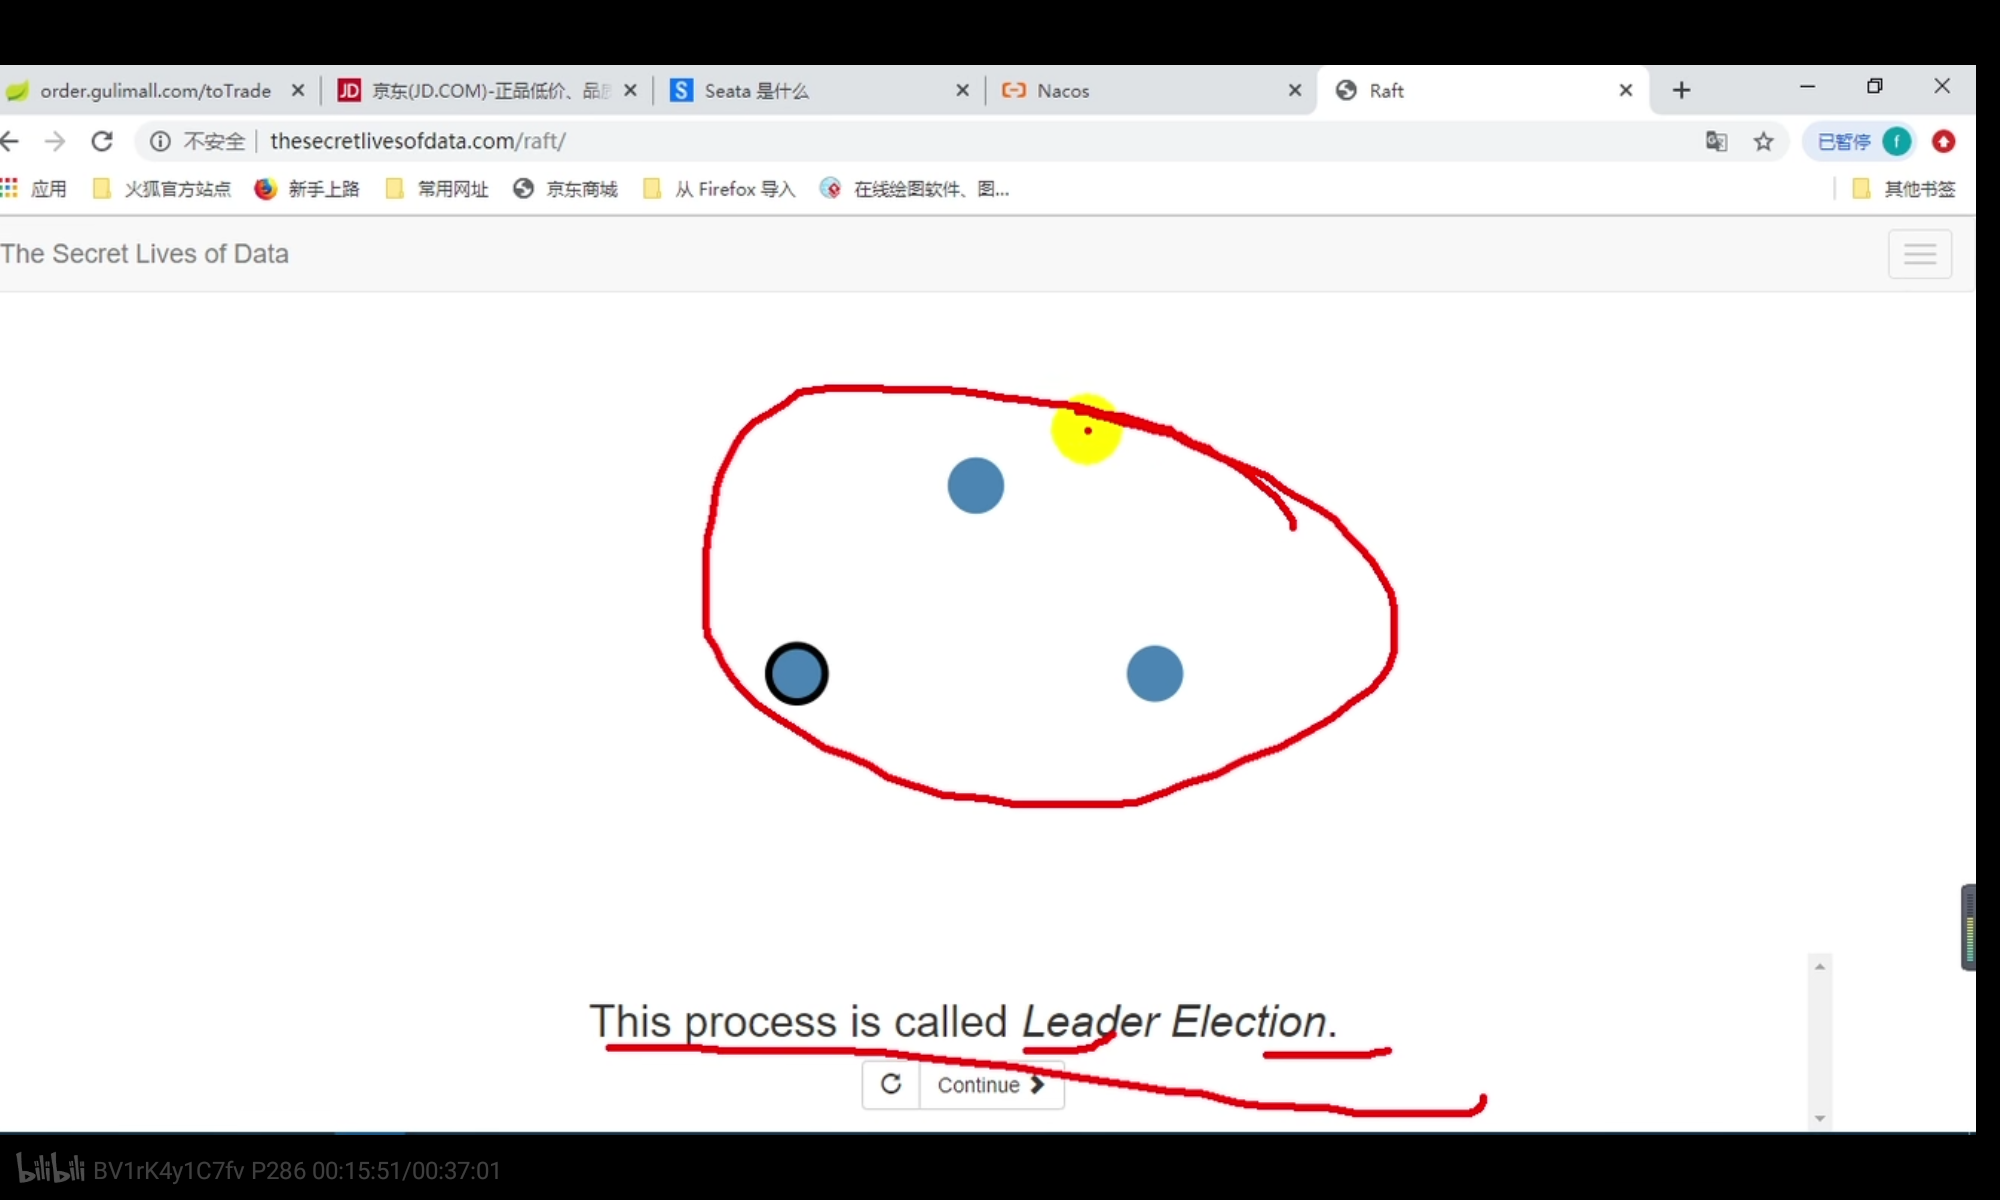 order.gulimall.com/toTrade
JD 京东(JD.COM)-正品低价、品
S Seata 是什么
Nacos
Raft
不安全 thesecretlivesofdata.com/raft/
已暂停 f
应用 火狐官方站点 新手上路 常用网址 京东商城 从 Firefox 导入 在线绘图软件、图... 其他书签
The Secret Lives of Data
This process is called Leader Election.
Continue
bilibili BV1rK4y1C7fv P286 00:15:51/00:37:01